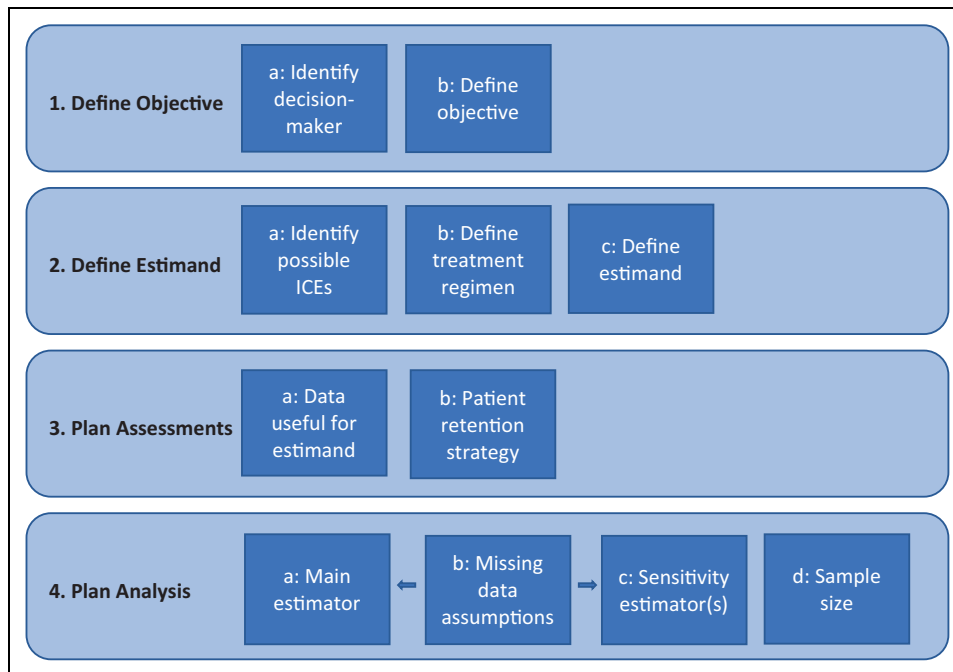 1. Define Objective
a: Identify
decision-
maker
b: Define
objective
2. Define Estimand
a: Identify
possible
ICEs
b: Define
treatment
regimen
c: Define
estimand
3. Plan Assessments
a: Data
useful for
estimand
b: Patient
retention
strategy
4. Plan Analysis
a: Main
estimator
b: Missing
data
assumptions
c: Sensitivity
estimator(s)
d: Sample
size